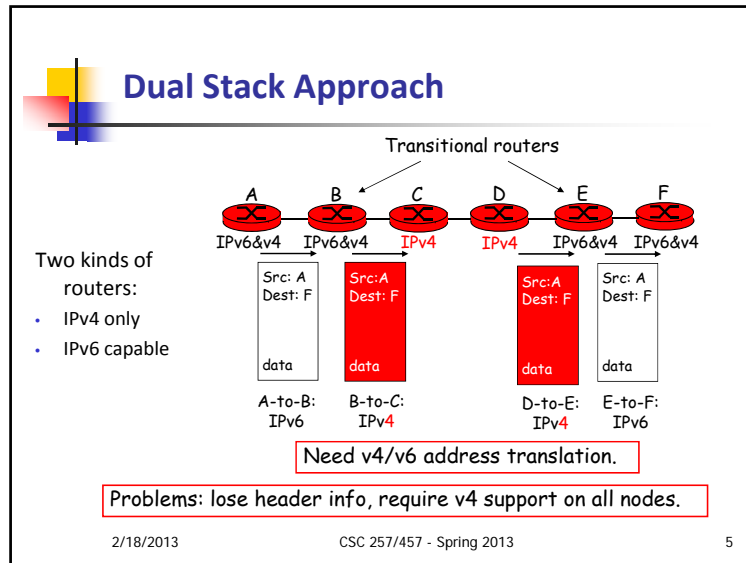 Dual Stack Approach
Transitional routers
A B C D E F
IPv6&v4 IPv6&v4 IPv4 IPv4 IPv6&v4 IPv6&v4
Two kinds of
routers:
• IPv4 only
• IPv6 capable
Src: A
Dest: F
data
Src: A
Dest: F
data
Src: A
Dest: F
data
Src: A
Dest: F
data
A-to-B:
IPv6
B-to-C:
IPv4
D-to-E:
IPv4
E-to-F:
IPv6
Need v4/v6 address translation.
Problems: lose header info, require v4 support on all nodes.
2/18/2013 CSC 257/457 - Spring 2013 5